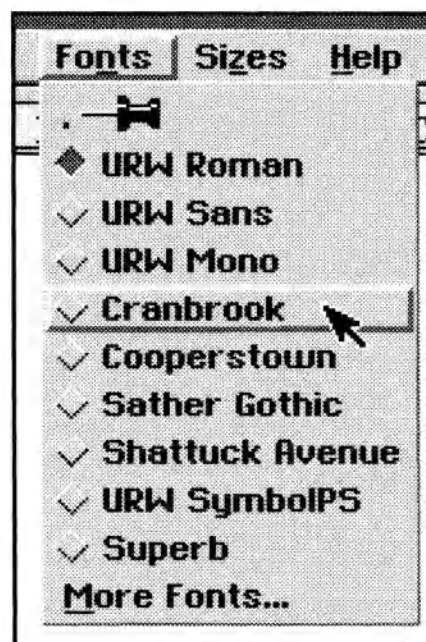 Fonts Sizes Help
URW Roman
URW Sans
URW Mono
Cranbrook
Cooperstown
Sather Gothic
Shattuck Avenue
URW SymbolPS
Superb
More Fonts...